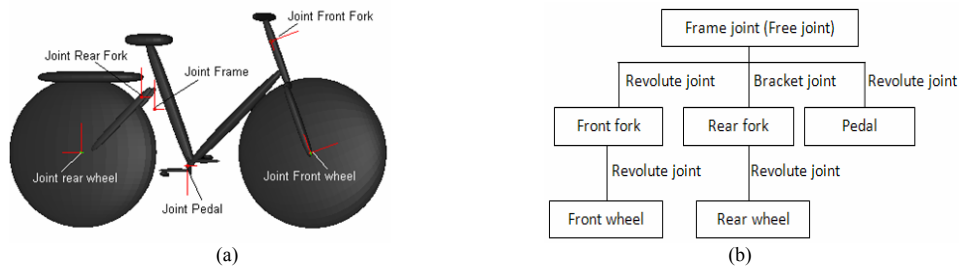 Joint Front Fork
Joint Rear Fork
Joint Frame
Joint rear wheel
Joint Front wheel
Joint Pedal
(a)
Frame joint (Free joint)
Revolute joint
Bracket joint
Revolute joint
Front fork
Rear fork
Pedal
Revolute joint
Revolute joint
Front wheel
Rear wheel
(b)